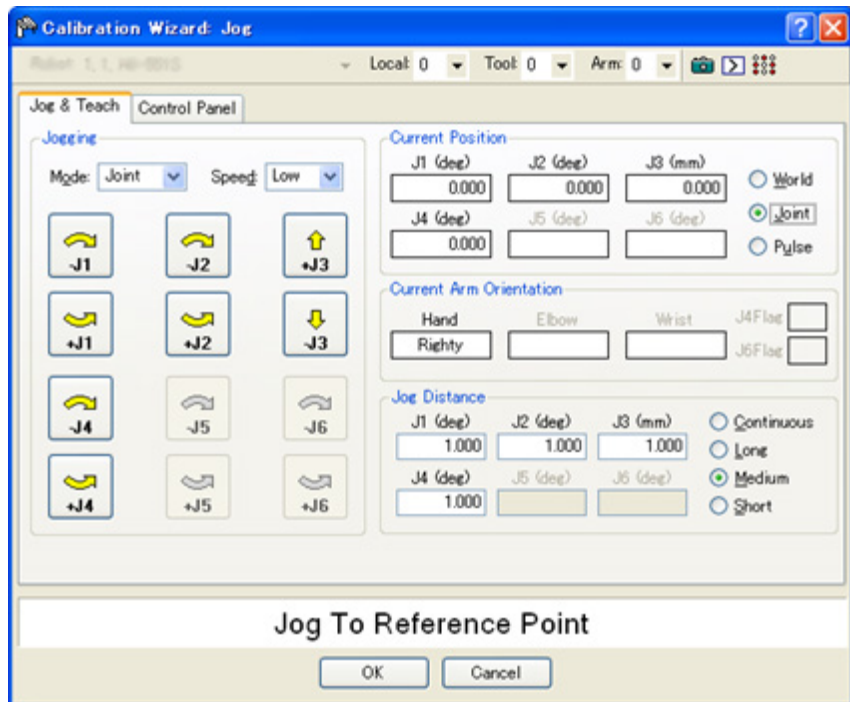 Calibration Wizard: Jog
Local: 0 Tool: 0 Arm: 0
Jog & Teach Control Panel
Jogging
Mode: Joint Speed: Low
-J1 -J2 +J3
+J1 +J2 -J3
-J4 -J5 -J6
+J4 +J5 +J6
Current Position
J1 (deg) J2 (deg) J3 (mm)
0.000 0.000 0.000
J4 (deg) J5 (deg) J6 (deg)
0.000
World
Joint
Pulse
Current Arm Orientation
Hand Elbow Wrist
Righty
J4Flag
J6Flag
Jog Distance
J1 (deg) J2 (deg) J3 (mm)
1.000 1.000 1.000
J4 (deg) J5 (deg) J6 (deg)
1.000
Continuous
Long
Medium
Short
Jog To Reference Point
OK Cancel